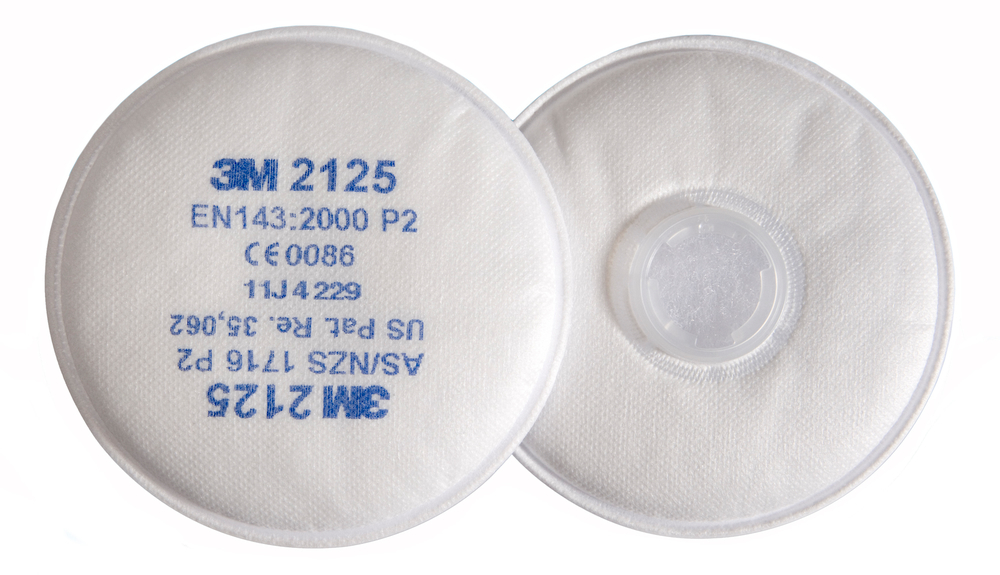 3M 2125
EN143:2000 P2
CE 0086
11J4229
US Pat. Re. 35,062
AS/NZS 1716 P2
3M 2125